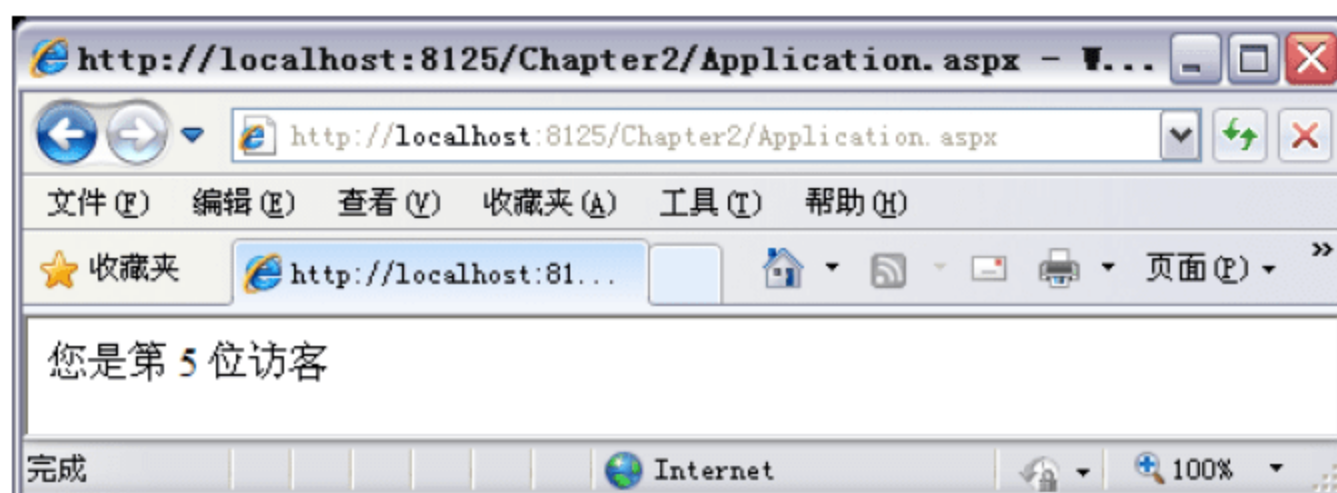 http://localhost:8125/Chapter2/Application.aspx - W...
http://localhost:8125/Chapter2/Application.aspx
文件(F) 编辑(E) 查看(V) 收藏夹(A) 工具(T) 帮助(H)
收藏夹 http://localhost:81... 页面(P) »
您是第 5 位访客
完成 Internet 100%